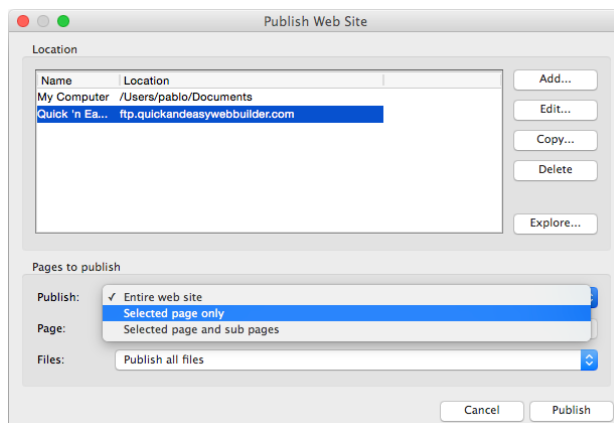 Publish Web Site
Location
Name Location
My Computer /Users/pablo/Documents
Quick 'n Ea... ftp.quickandeasywebbuilder.com
Add...
Edit...
Copy...
Delete
Explore...
Pages to publish
Publish: ✓ Entire web site
Selected page only
Page: Selected page and sub pages
Files: Publish all files
Cancel Publish